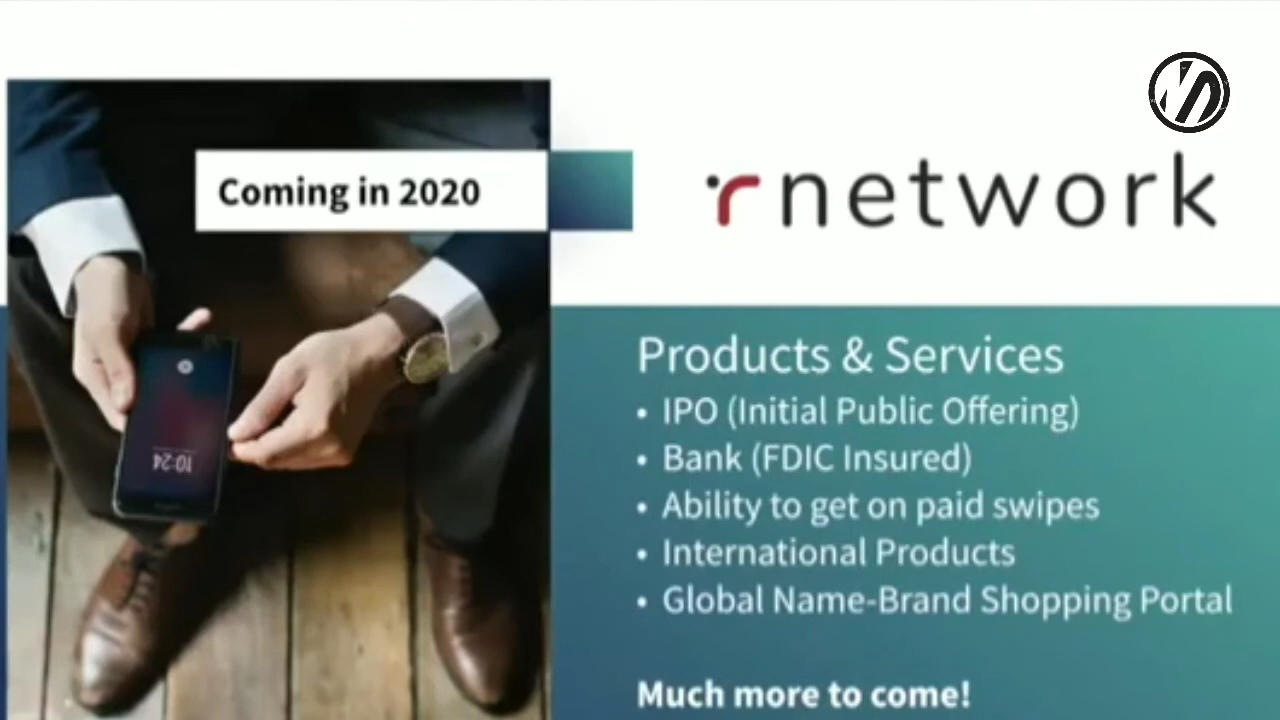 Coming in 2020
rnetwork
10:24
Products & Services
• IPO (Initial Public Offering)
• Bank (FDIC Insured)
• Ability to get on paid swipes
• International Products
• Global Name-Brand Shopping Portal
Much more to come!